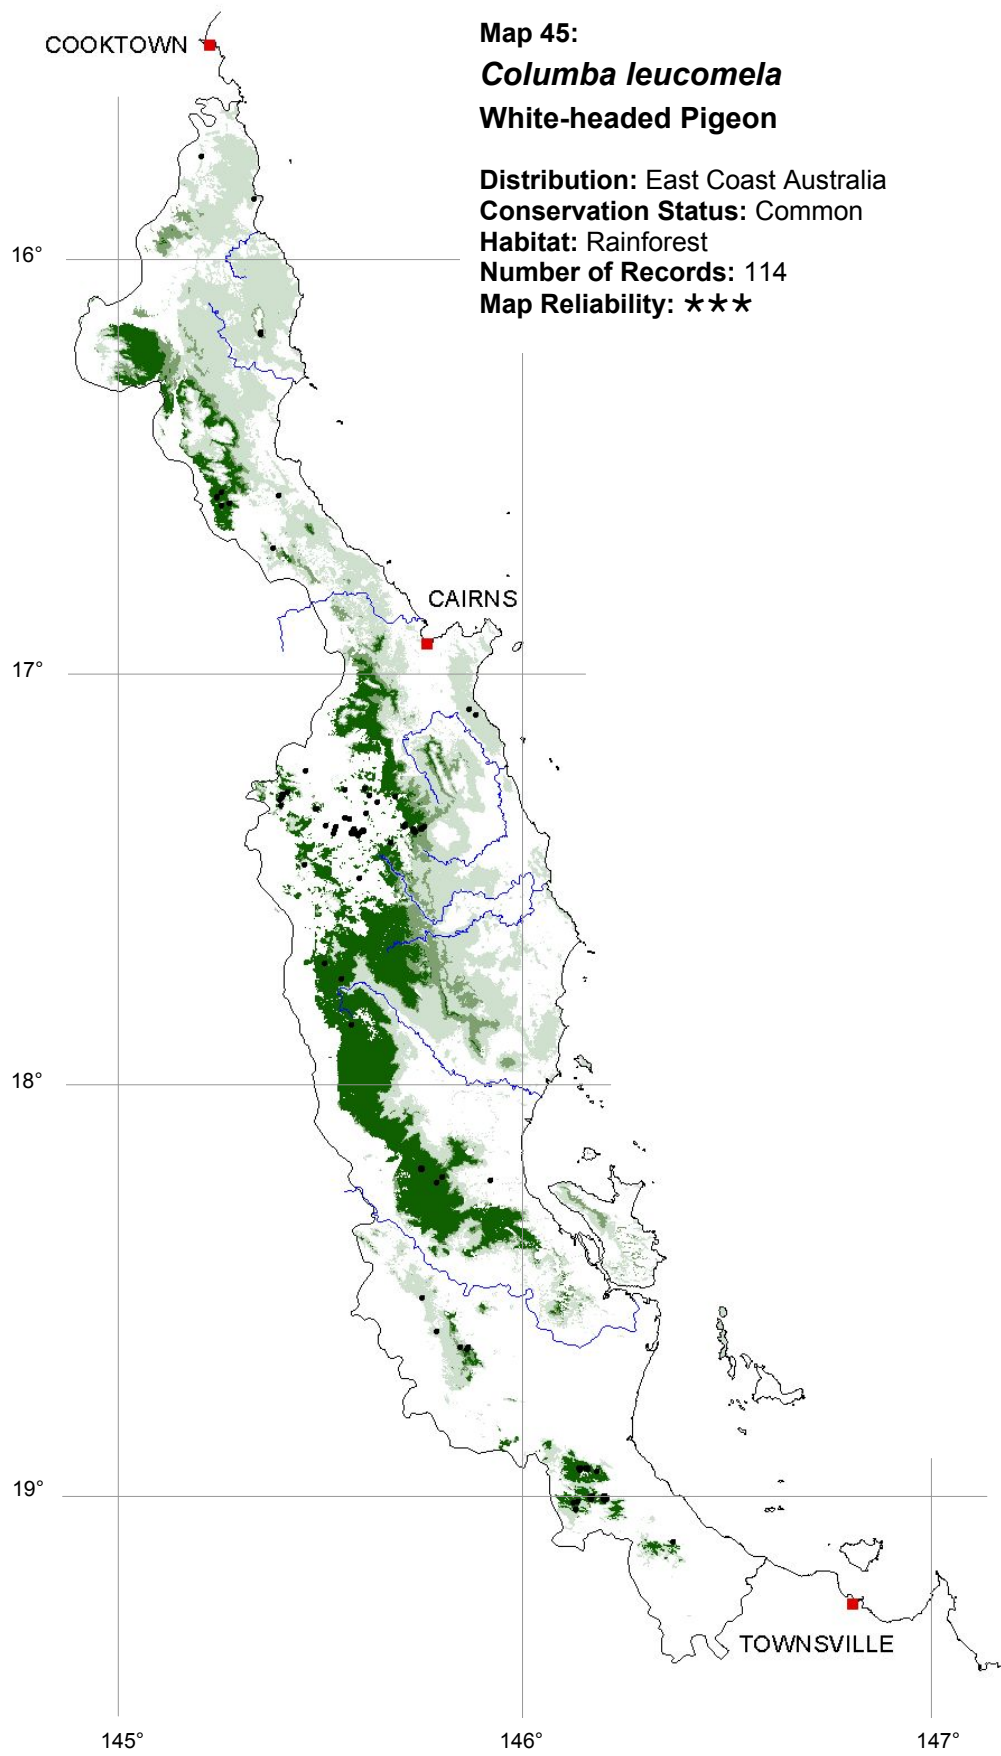 Map 45:
Columba leucomela
White-headed Pigeon
Distribution: East Coast Australia
Conservation Status: Common
Habitat: Rainforest
Number of Records: 114
Map Reliability: ***
COOKTOWN
16°
CAIRNS
17°
18°
19°
TOWNSVILLE
145°
146°
147°